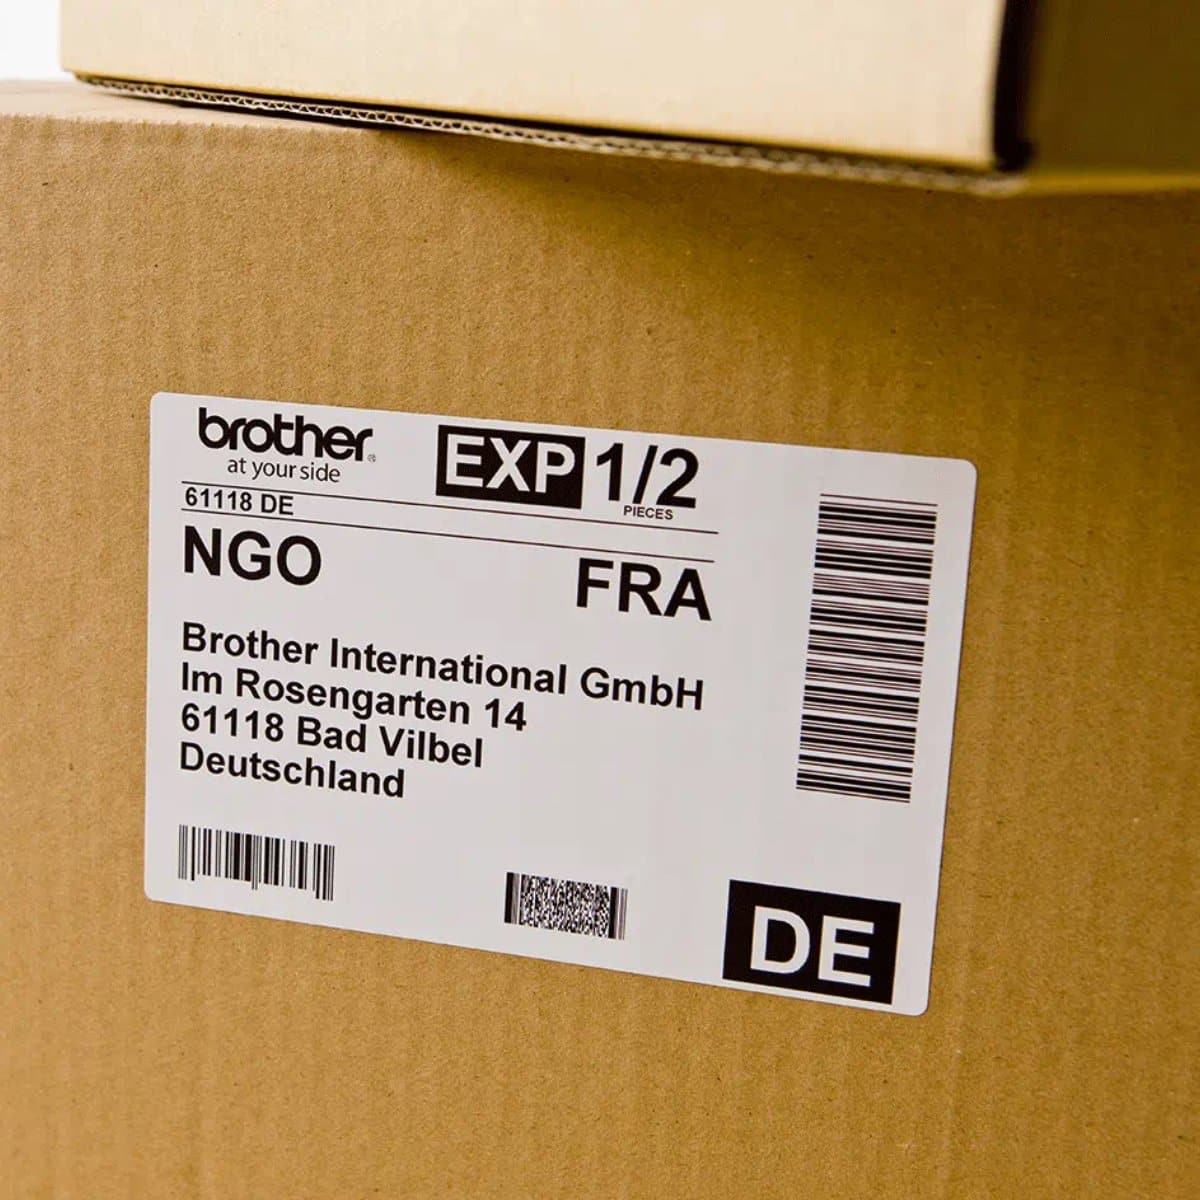 brother
at your side
EXP 1/2
PIECES
61118 DE
NGO FRA
Brother International GmbH
Im Rosengarten 14
61118 Bad Vilbel
Deutschland
DE